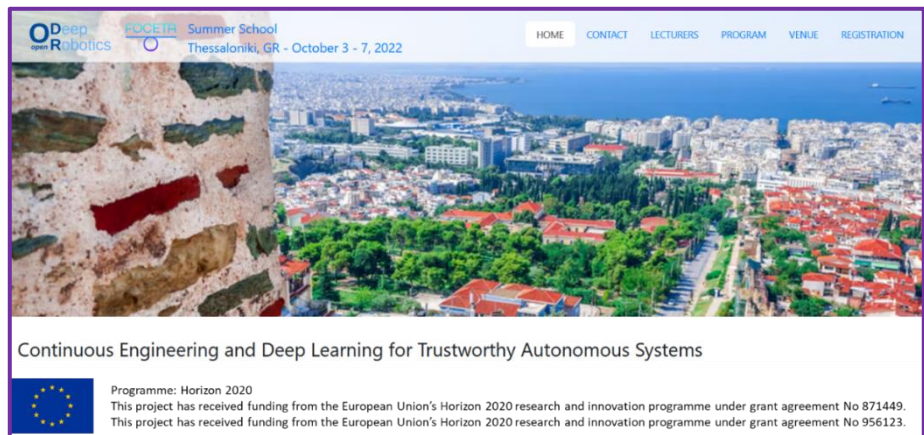 Deep
open Robotics
FOCETA
Summer School
Thessaloniki, GR - October 3 - 7, 2022
HOME CONTACT LECTURERS PROGRAM VENUE REGISTRATION
Continuous Engineering and Deep Learning for Trustworthy Autonomous Systems
Programme: Horizon 2020
This project has received funding from the European Union’s Horizon 2020 research and innovation programme under grant agreement No 871449.
This project has received funding from the European Union’s Horizon 2020 research and innovation programme under grant agreement No 956123.